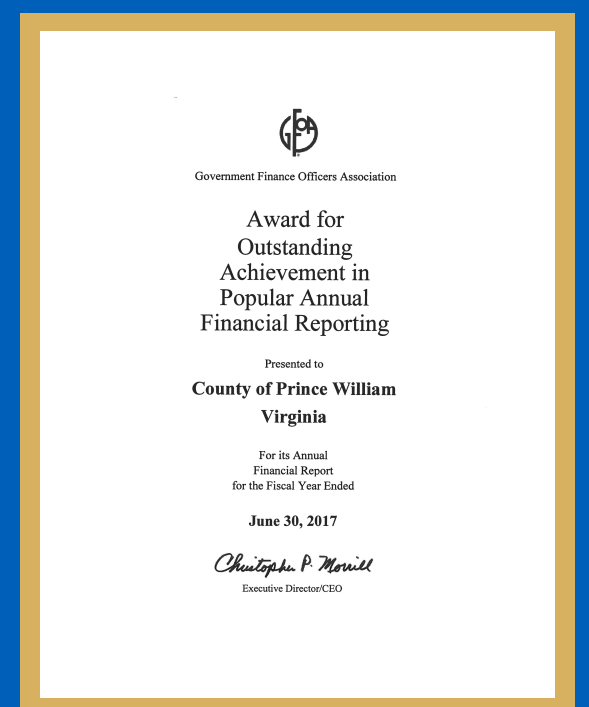 GFOA
Government Finance Officers Association
Award for
Outstanding
Achievement in
Popular Annual
Financial Reporting
Presented to
County of Prince William
Virginia
For its Annual
Financial Report
for the Fiscal Year Ended
June 30, 2017
Christopher P. Morrill
Executive Director/CEO